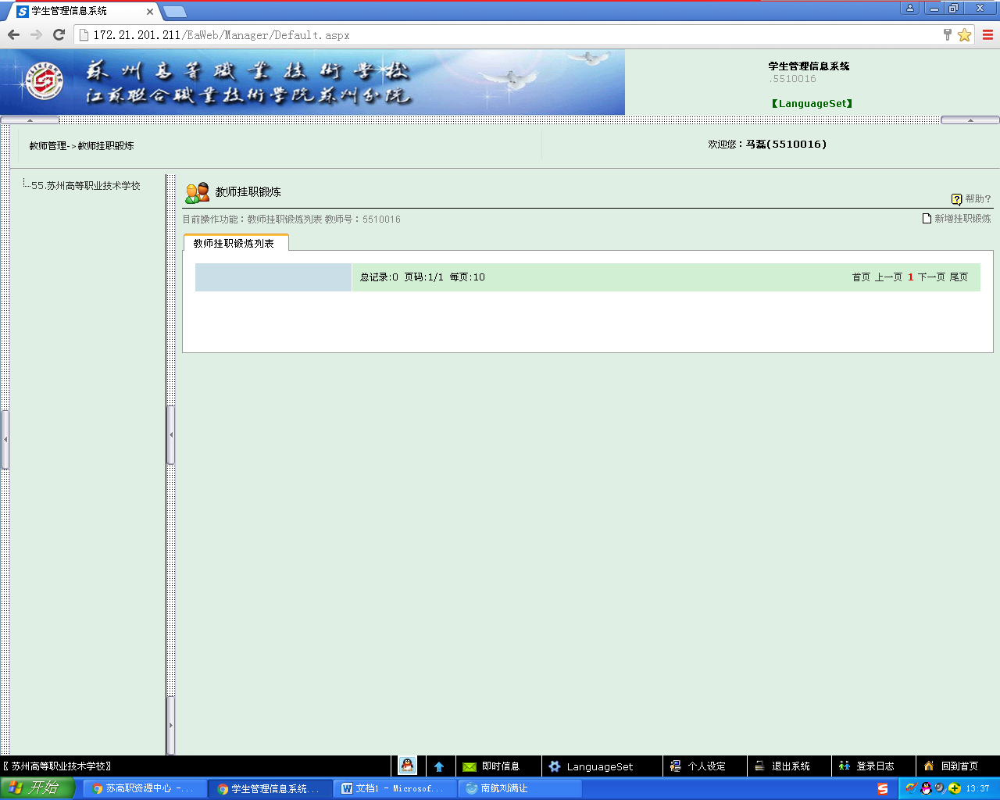 学生管理信息系统
172.21.201.211/EaWeb/Manager/Default.aspx
蘇州高等職業技術學校
江苏联合職業技術學院苏州分院
学生管理信息系统
.5510016
【LanguageSet】
教师管理->教师挂职锻炼
欢迎您：马磊(5510016)
55.苏州高等职业技术学校
教师挂职锻炼
帮助?
目前操作功能：教师挂职锻炼列表 教师号：5510016
新增挂职锻炼
教师挂职锻炼列表
总记录:0 页码:1/1 每页:10
首页 上一页 1 下一页 尾页
〖苏州高等职业技术学校〗
即时信息
LanguageSet
个人设定
退出系统
登录日志
回到首页
开始
苏高职资源中心 -...
学生管理信息系统...
文档1 - Microsof...
南航刘满让
13:37